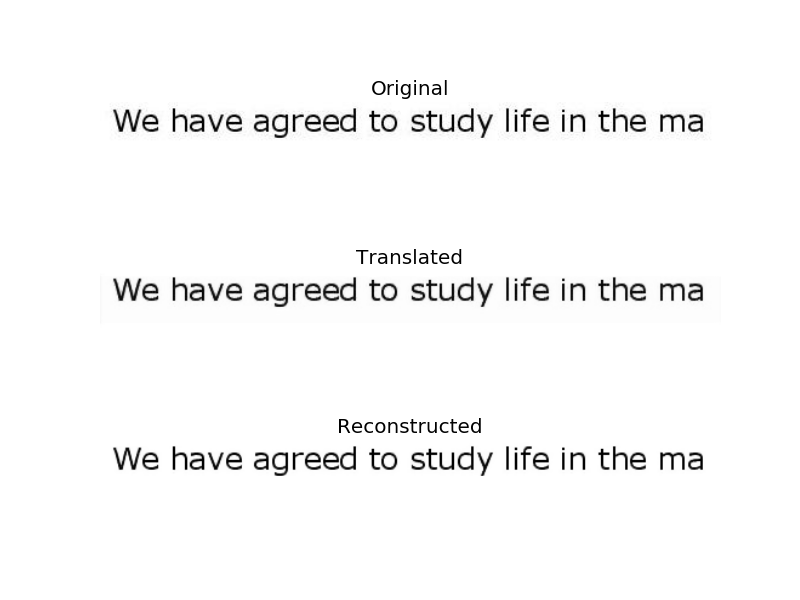 Original
We have agreed to study life in the ma
Translated
We have agreed to study life in the ma
Reconstructed
We have agreed to study life in the ma